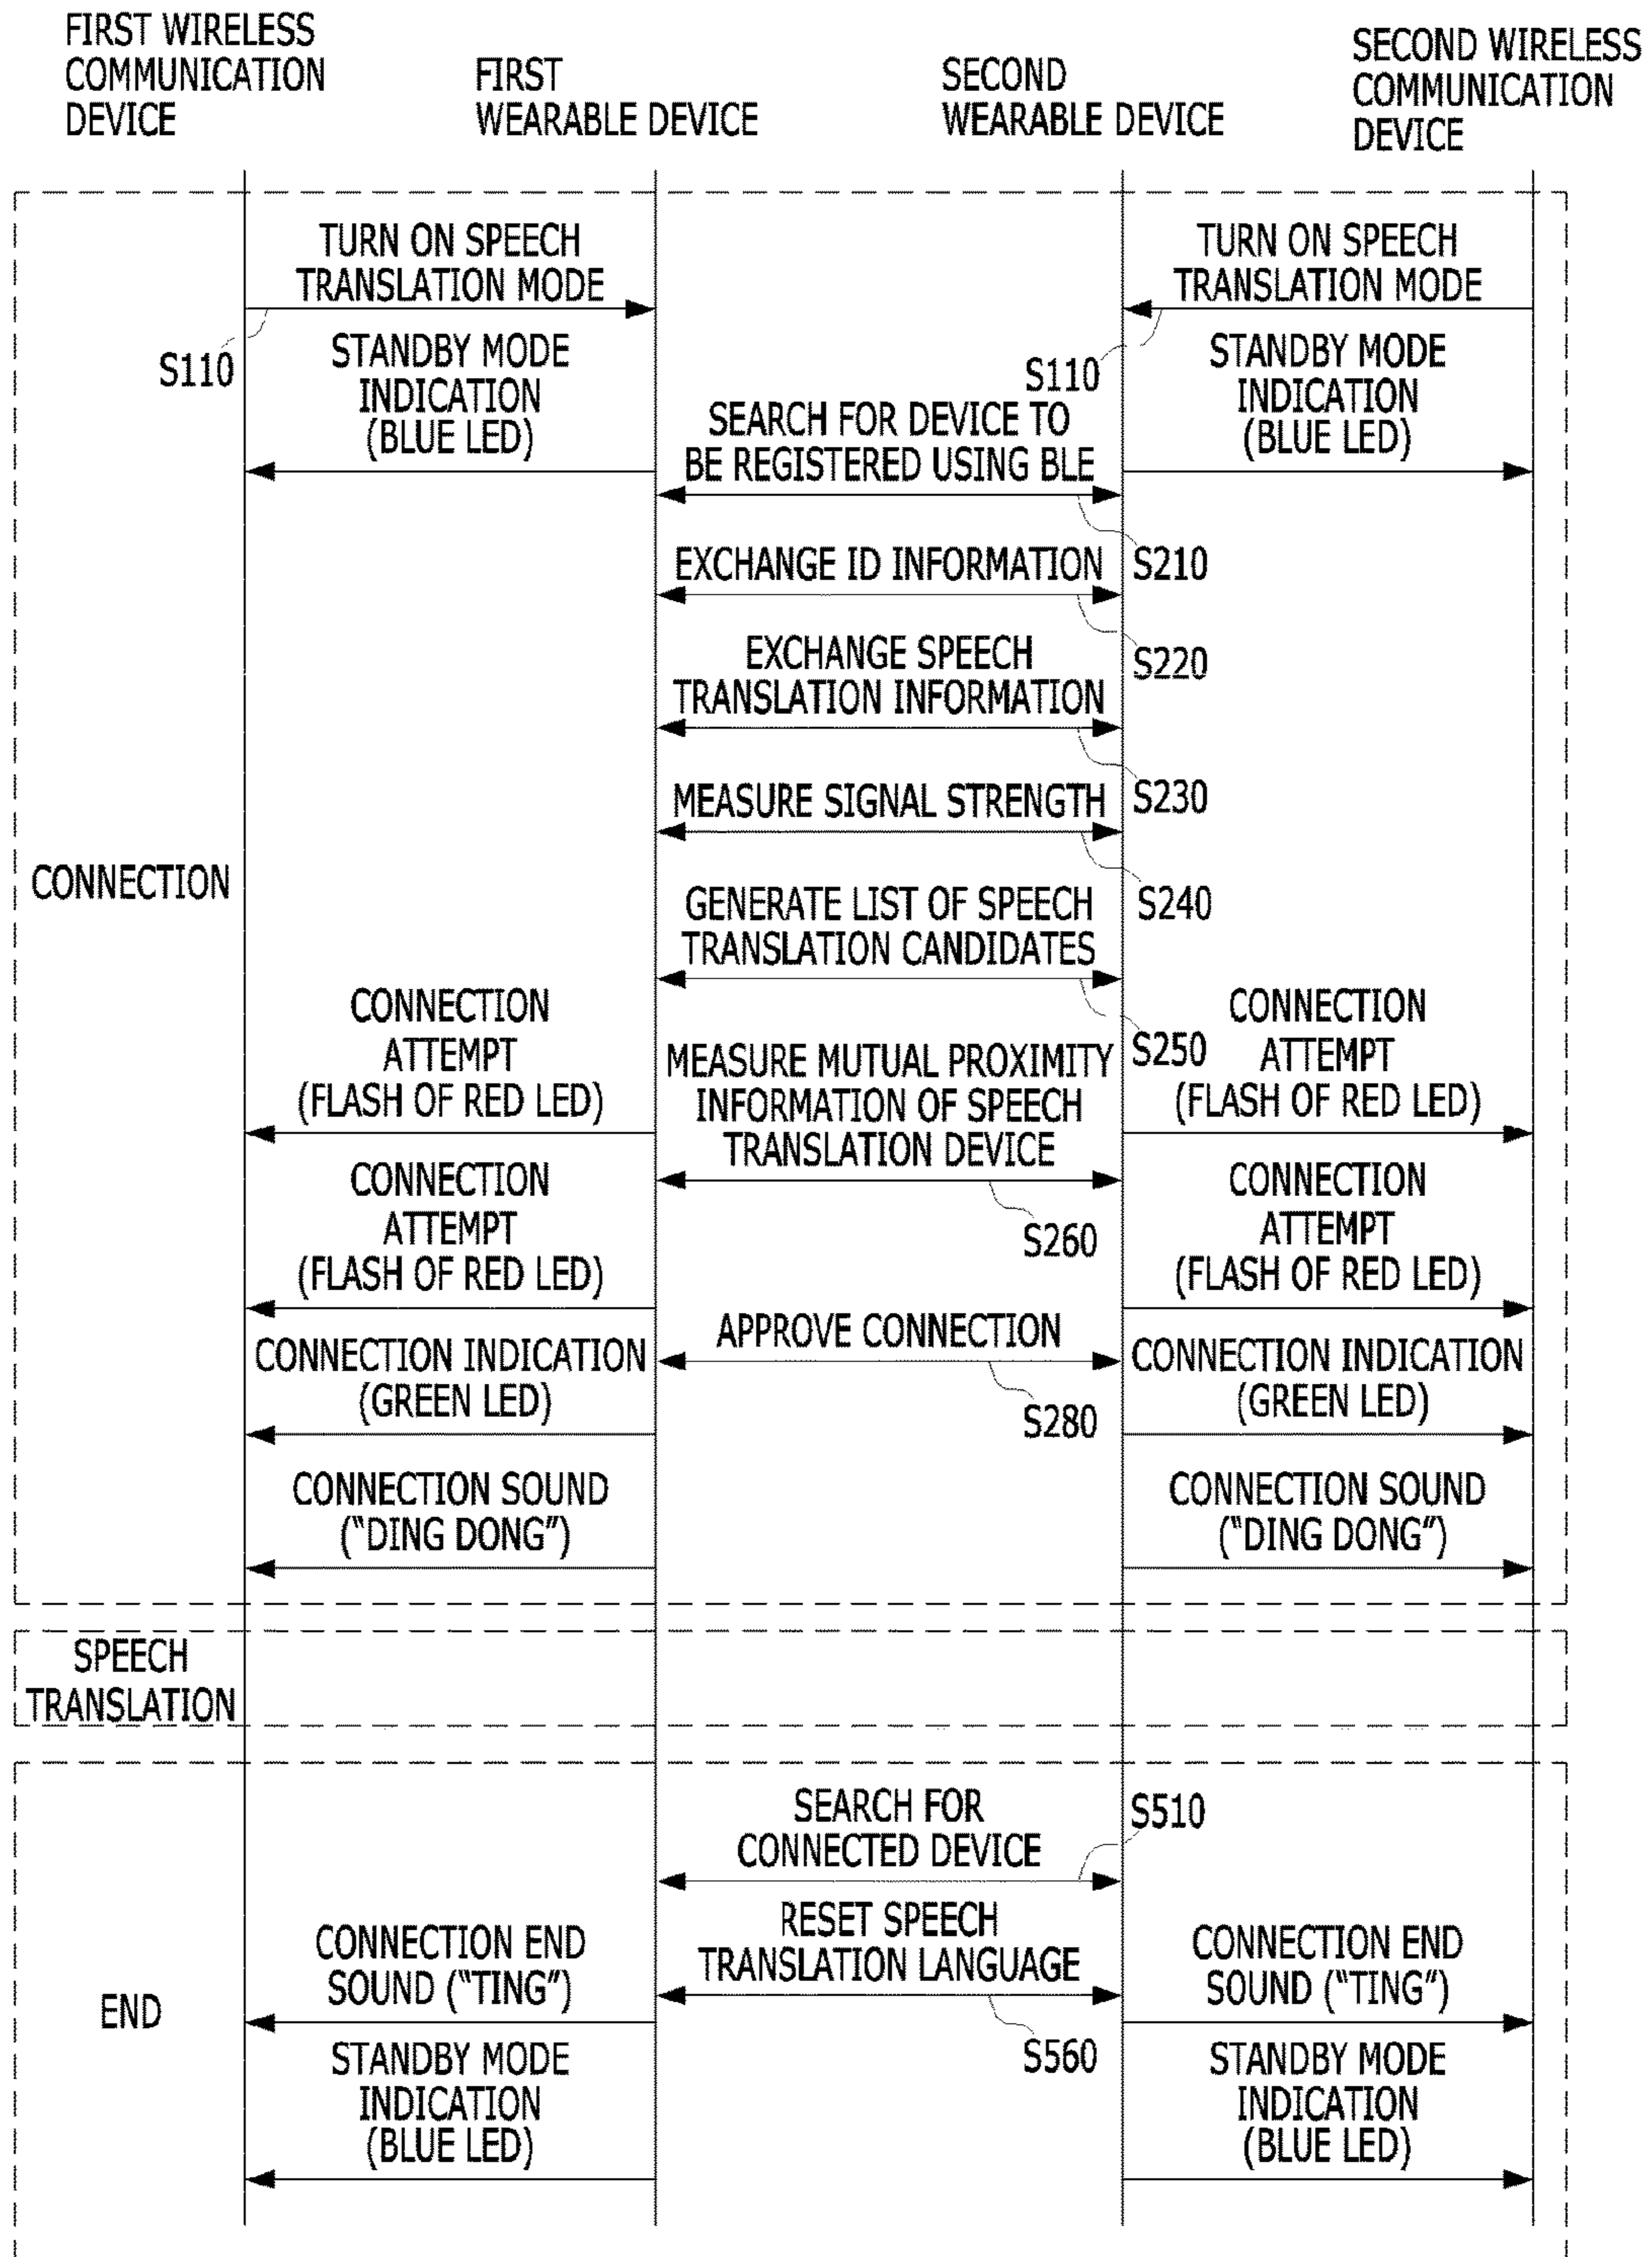 FIRST WIRELESS
COMMUNICATION
DEVICE
FIRST
WEARABLE DEVICE
SECOND
WEARABLE DEVICE
SECOND WIRELESS
COMMUNICATION
DEVICE
TURN ON SPEECH
TRANSLATION MODE
TURN ON SPEECH
TRANSLATION MODE
S110
STANDBY MODE
INDICATION
(BLUE LED)
S110
STANDBY MODE
INDICATION
(BLUE LED)
SEARCH FOR DEVICE TO
BE REGISTERED USING BLE
S210
EXCHANGE ID INFORMATION
S220
EXCHANGE SPEECH
TRANSLATION INFORMATION
S230
MEASURE SIGNAL STRENGTH
S240
CONNECTION
GENERATE LIST OF SPEECH
TRANSLATION CANDIDATES
S250
CONNECTION
ATTEMPT
(FLASH OF RED LED)
MEASURE MUTUAL PROXIMITY
INFORMATION OF SPEECH
TRANSLATION DEVICE
CONNECTION
ATTEMPT
(FLASH OF RED LED)
S260
CONNECTION
ATTEMPT
(FLASH OF RED LED)
CONNECTION
ATTEMPT
(FLASH OF RED LED)
APPROVE CONNECTION
S280
CONNECTION INDICATION
(GREEN LED)
CONNECTION INDICATION
(GREEN LED)
CONNECTION SOUND
("DING DONG")
CONNECTION SOUND
("DING DONG")
SPEECH
TRANSLATION
SEARCH FOR
CONNECTED DEVICE
S510
RESET SPEECH
TRANSLATION LANGUAGE
S560
END
CONNECTION END
SOUND ("TING")
CONNECTION END
SOUND ("TING")
STANDBY MODE
INDICATION
(BLUE LED)
STANDBY MODE
INDICATION
(BLUE LED)